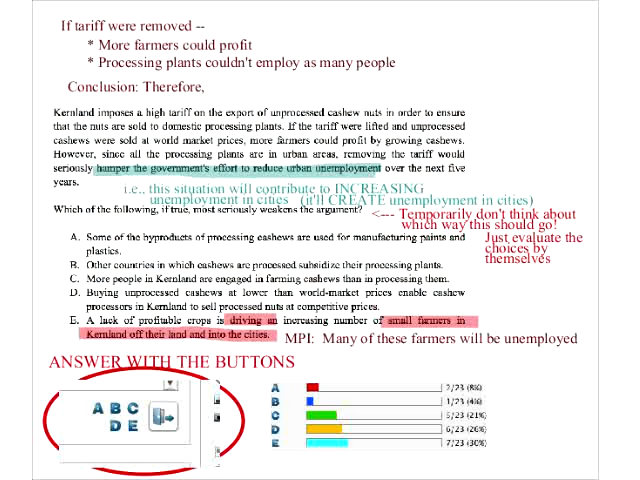 If tariff were removed --
* More farmers could profit
* Processing plants couldn't employ as many people
Conclusion: Therefore,
Kernland imposes a high tariff on the export of unprocessed cashew nuts in order to ensure
that the nuts are sold to domestic processing plants. If the tariff were lifted and unprocessed
cashews were sold at world market prices, more farmers could profit by growing cashews.
However, since all the processing plants are in urban areas, removing the tariff would
seriously hamper the government's effort to reduce urban unemployment over the next five
years.
i.e., this situation will contribute to INCREASING
unemployment in cities (it'll CREATE unemployment in cities)
Which of the following, if true, most seriously weakens the argument?
<--- Temporarily don't think about
which way this should go!
Just evaluate the
choices by
themselves
A. Some of the byproducts of processing cashews are used for manufacturing paints and
plastics.
B. Other countries in which cashews are processed subsidize their processing plants.
C. More people in Kernland are engaged in farming cashews than in processing them.
D. Buying unprocessed cashews at lower than world-market prices enable cashew
processors in Kernland to sell processed nuts at competitive prices.
E. A lack of profitable crops is driving an increasing number of small farmers in
Kernland off their land and into the cities.
MPI: Many of these farmers will be unemployed
ANSWER WITH THE BUTTONS
A B C
D E
A 2/23 (8%)
B 1/23 (4%)
C 5/23 (21%)
D 6/23 (26%)
E 7/23 (30%)